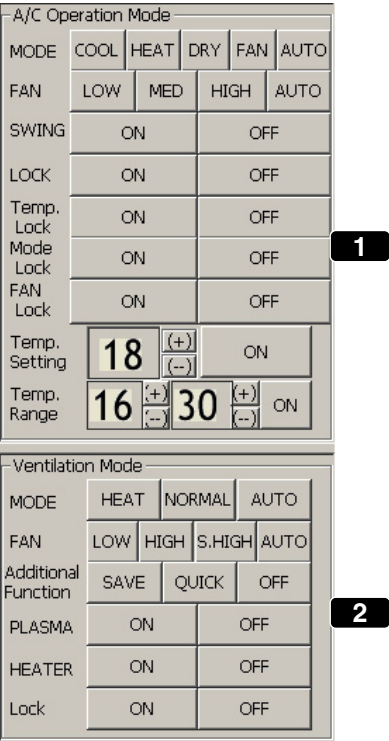 A/C Operation Mode
MODE COOL HEAT DRY FAN AUTO
FAN LOW MED HIGH AUTO
SWING ON OFF
LOCK ON OFF
Temp. Lock ON OFF
Mode Lock ON OFF
FAN Lock ON OFF
1
Temp. Setting 18 (+) (--) ON
Temp. Range 16 (+) (--) 30 (+) (--) ON
Ventilation Mode
MODE HEAT NORMAL AUTO
FAN LOW HIGH S.HIGH AUTO
Additional Function SAVE QUICK OFF
PLASMA ON OFF
2
HEATER ON OFF
Lock ON OFF